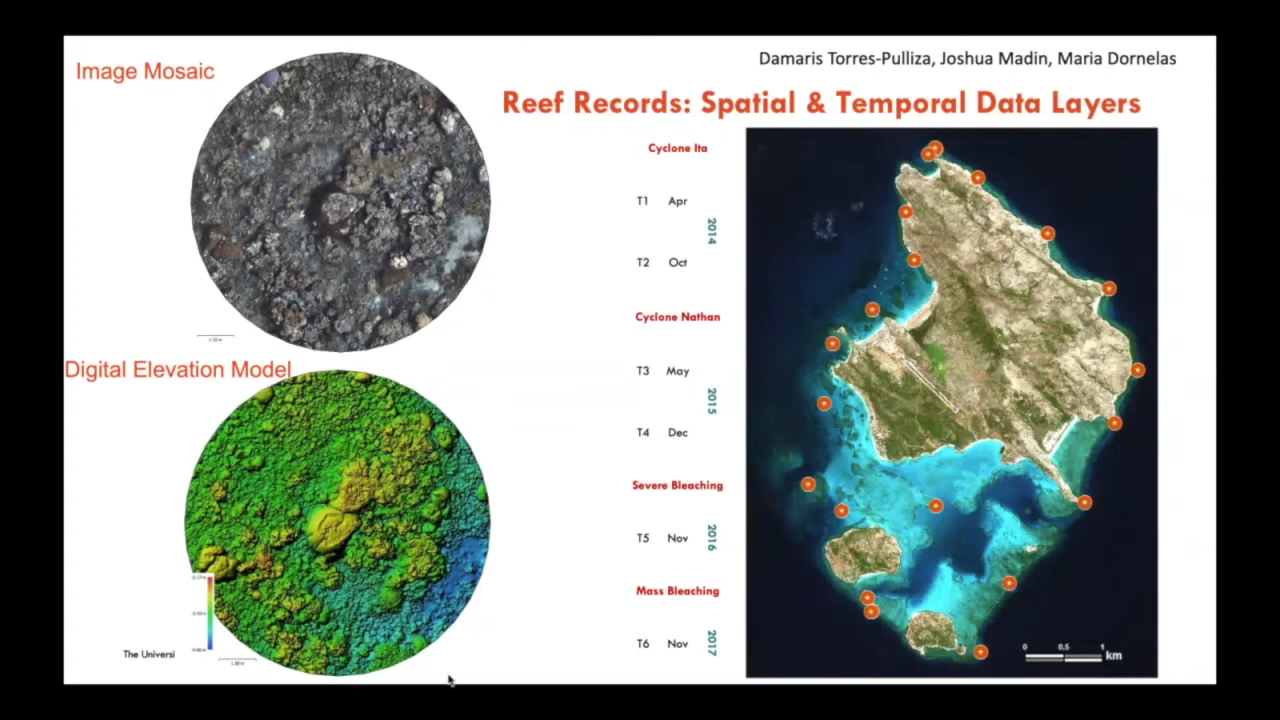 Image Mosaic
Damaris Torres-Pulliza, Joshua Madin, Maria Dornelas
Reef Records: Spatial & Temporal Data Layers
Cyclone Ita
T1 Apr
2014
T2 Oct
Cyclone Nathan
T3 May
2015
T4 Dec
Severe Bleaching
T5 Nov
2016
Mass Bleaching
T6 Nov
2017
Digital Elevation Model
The Universi
0 0.5 1
km